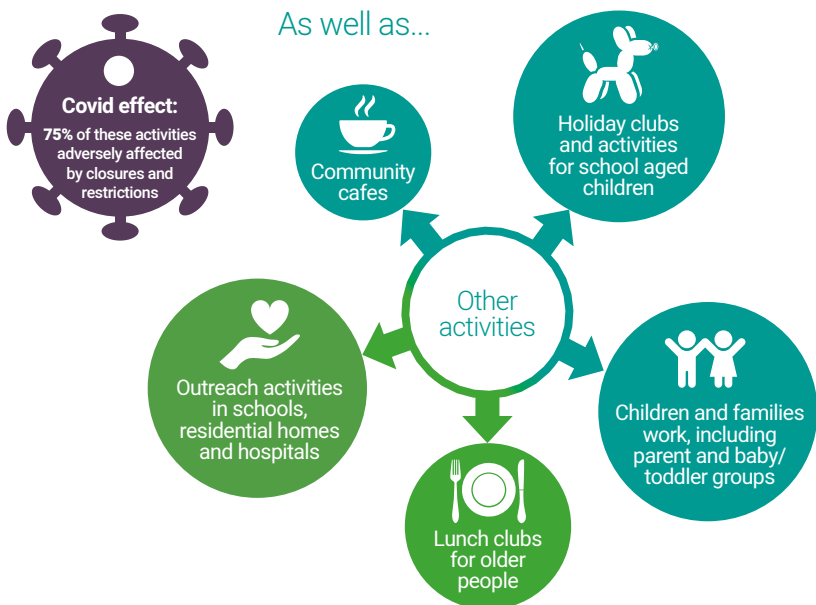 As well as...
Covid effect:
75% of these activities
adversely affected
by closures and
restrictions
Community
cafes
Holiday clubs
and activities
for school aged
children
Other
activities
Outreach activities
in schools,
residential homes
and hospitals
Children and families
work, including
parent and baby/
toddler groups
Lunch clubs
for older
people